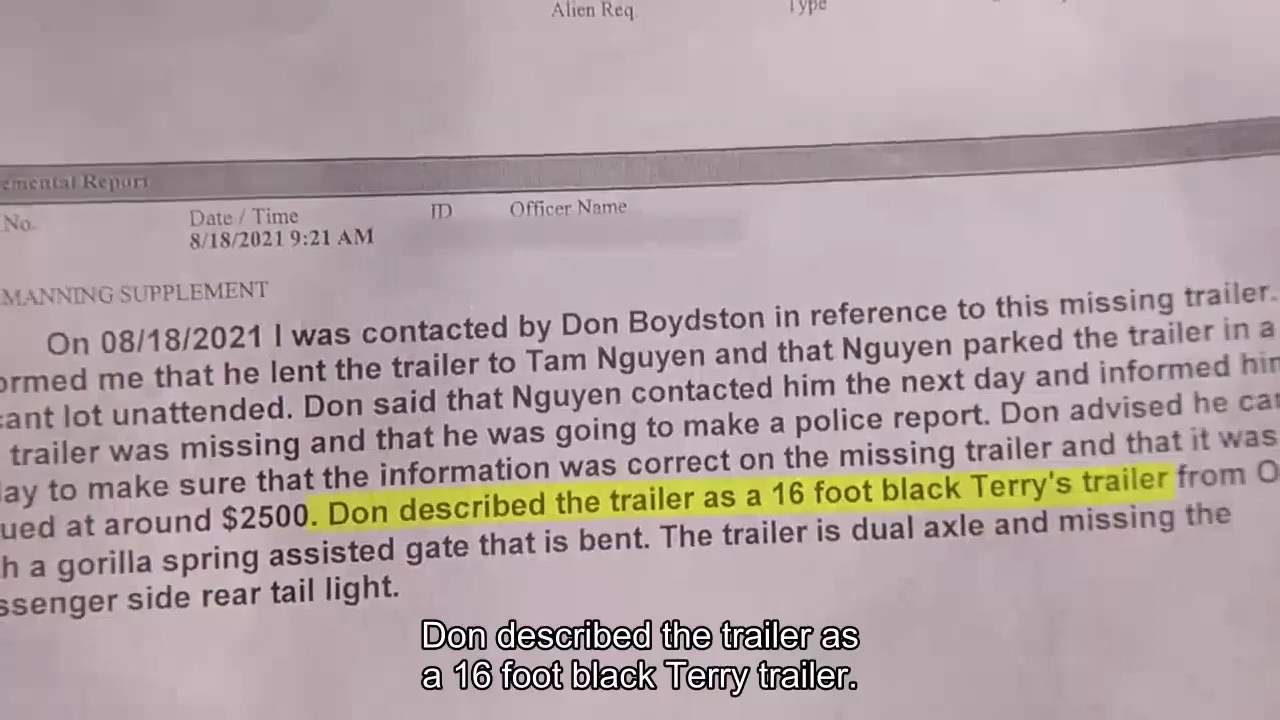 Alien Req.
Type
emental Report
No.
Date / Time
ID
Officer Name
8/18/2021 9:21 AM
MANNING SUPPLEMENT
On 08/18/2021 I was contacted by Don Boydston in reference to this missing trailer.
ormed me that he lent the trailer to Tam Nguyen and that Nguyen parked the trailer in a
cant lot unattended. Don said that Nguyen contacted him the next day and informed him
trailer was missing and that he was going to make a police report. Don advised he cam
day to make sure that the information was correct on the missing trailer and that it was
ued at around $2500. Don described the trailer as a 16 foot black Terry's trailer from O
h a gorilla spring assisted gate that is bent. The trailer is dual axle and missing the
ssenger side rear tail light.
Don described the trailer as
a 16 foot black Terry trailer.